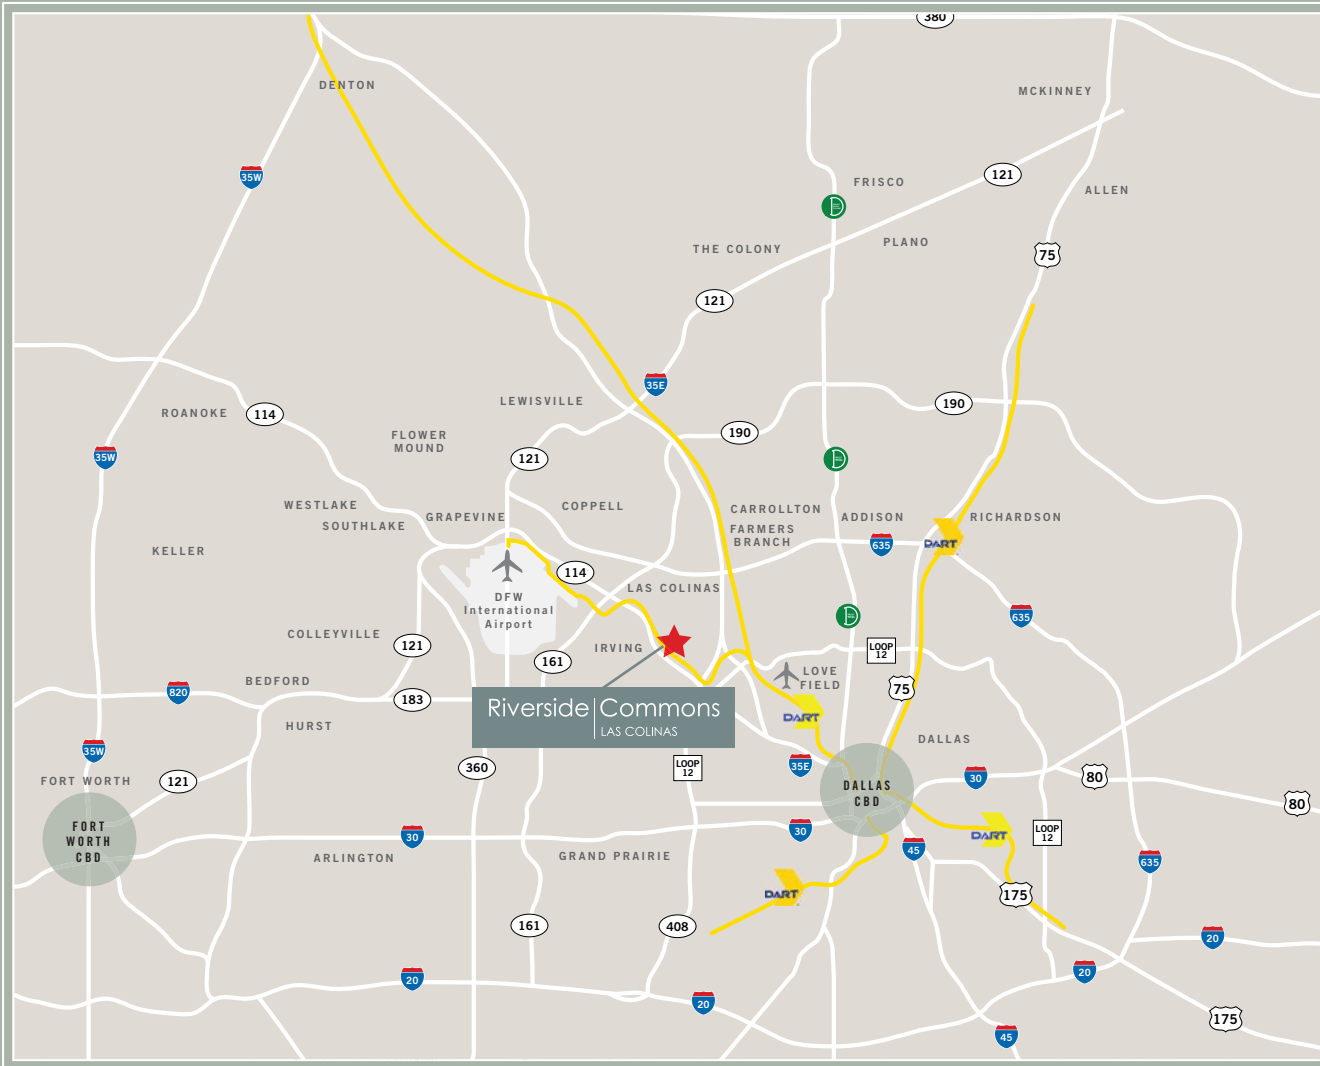 380
DENTON
MCKINNEY
35W
121
FRISCO
ALLEN
PLANO
THE COLONY
75
121
35E
LEWISVILLE
190
ROANOKE
114
190
FLOWER
MOUND
35W
121
WESTLAKE
COPPELL
CARROLLTON
SOUTHLAKE
GRAPEVINE
ADDISON
RICHARDSON
FARMERS
BRANCH
635
DART
KELLER
114
LAS COLINAS
DFW
International
Airport
635
COLLEYVILLE
121
IRVING
LOOP
12
161
LOVE
FIELD
BEDFORD
820
183
75
HURST
Riverside Commons
LAS COLINAS
DART
DALLAS
35W
FORT WORTH
121
360
LOOP
12
35E
DALLAS
CBD
30
80
80
FORT
WORTH
CBD
30
30
DART
LOOP
12
ARLINGTON
GRAND PRAIRIE
45
635
DART
175
161
408
20
20
20
20
175
45